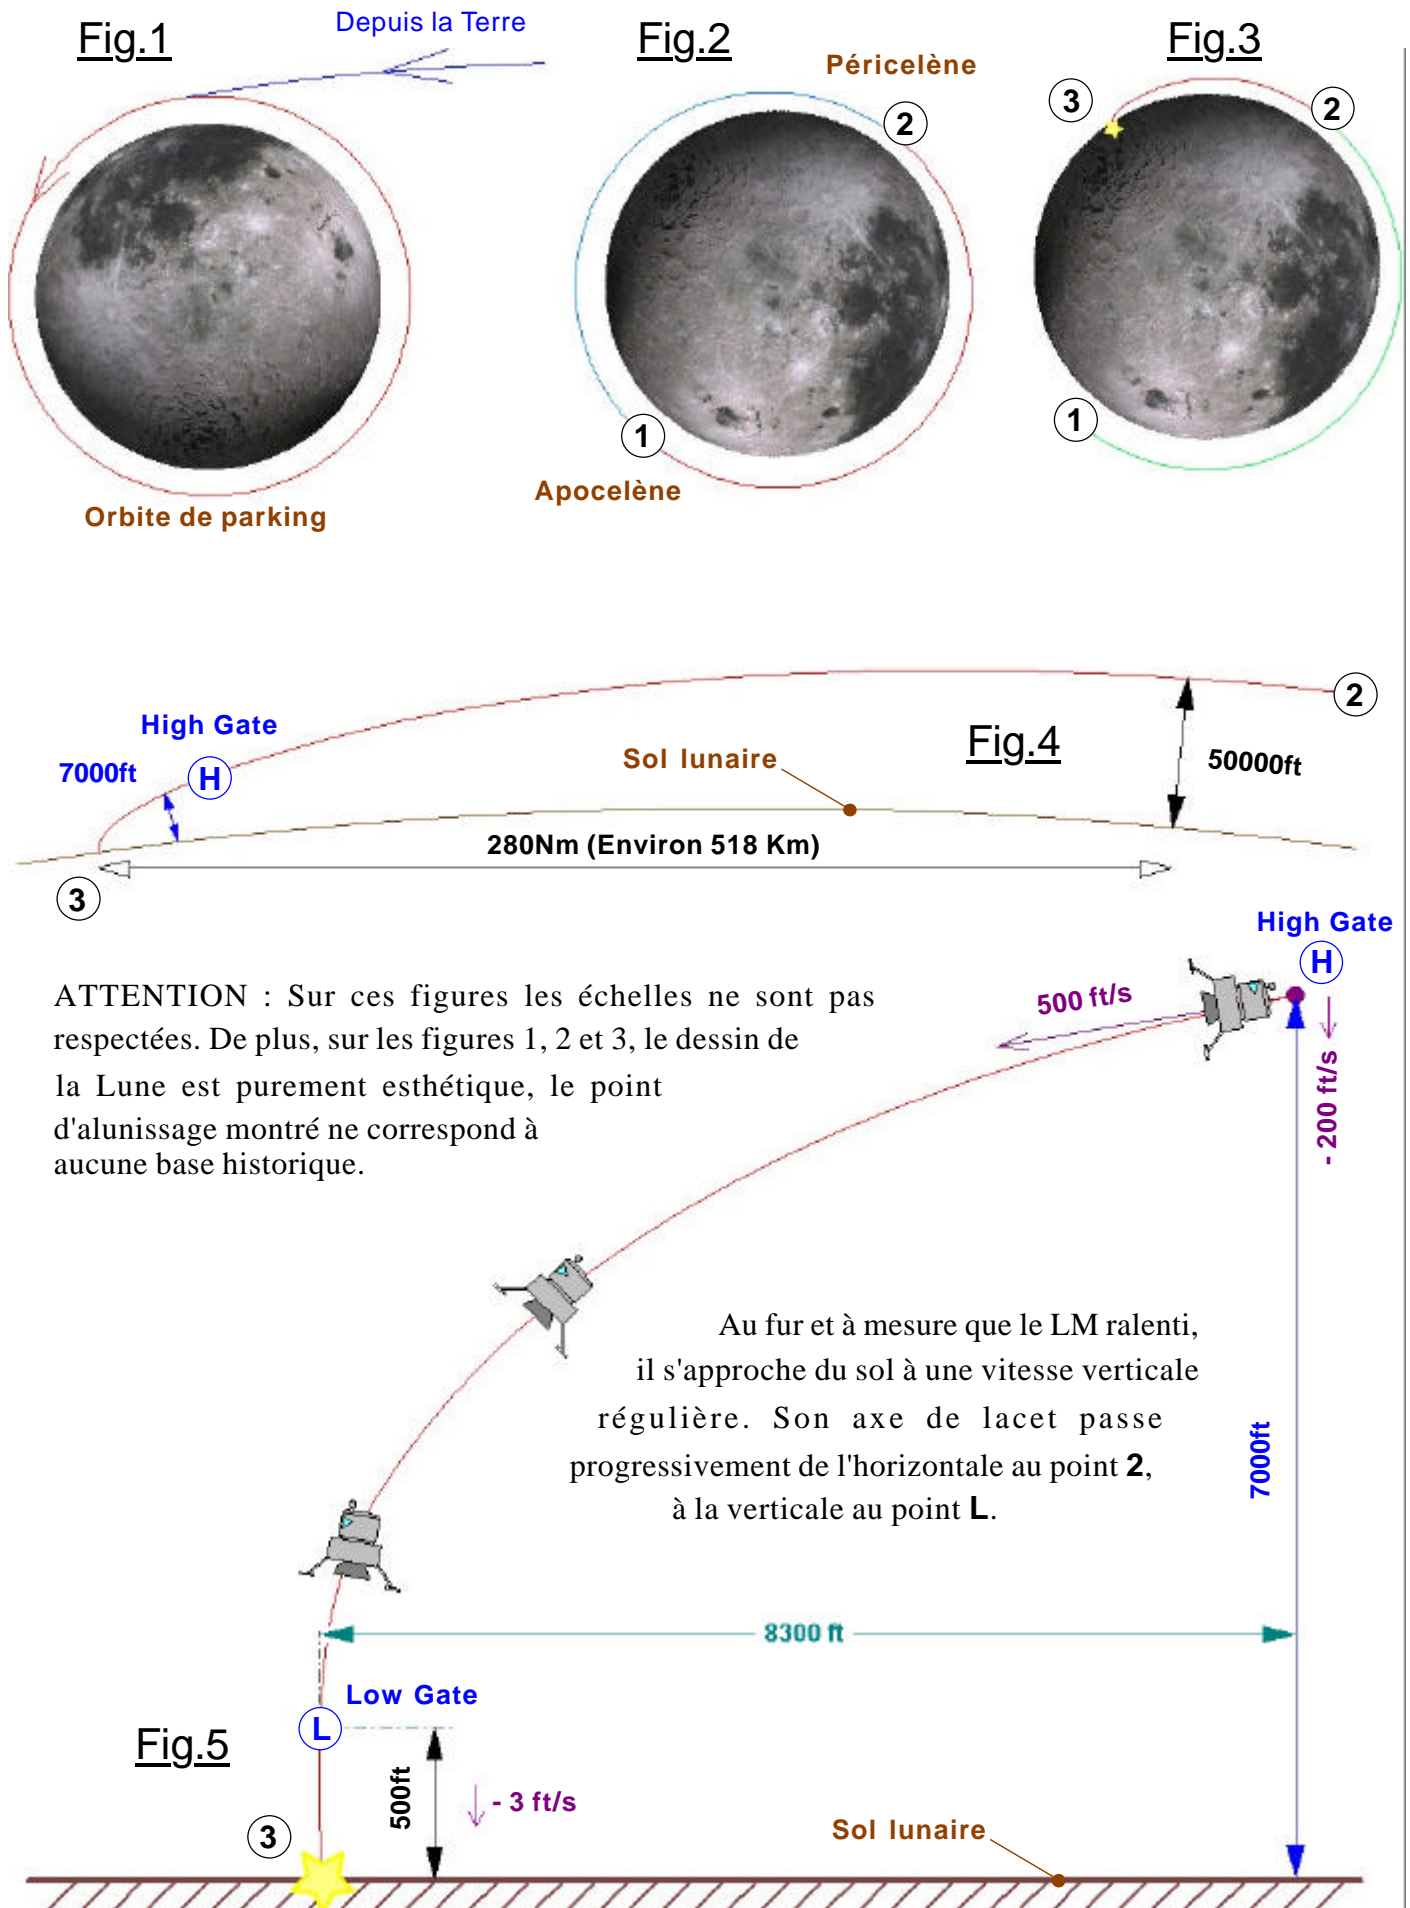 Fig.1
Depuis la Terre
Orbite de parking
Fig.2
Péricelène
2
1
Apocelène
Fig.3
3
2
1
High Gate
7000ft
H
Sol lunaire
Fig.4
2
50000ft
280Nm (Environ 518 Km)
3
High Gate
H
500 ft/s
- 200 ft/s
ATTENTION : Sur ces figures les échelles ne sont pas
respectées. De plus, sur les figures 1, 2 et 3, le dessin de
la Lune est purement esthétique, le point
d'alunissage montré ne correspond à
aucune base historique.
Au fur et à mesure que le LM ralenti,
il s'approche du sol à une vitesse verticale
régulière. Son axe de lacet passe
progressivement de l'horizontale au point 2,
à la verticale au point L.
7000ft
8300 ft
Low Gate
L
Fig.5
500ft
- 3 ft/s
3
Sol lunaire